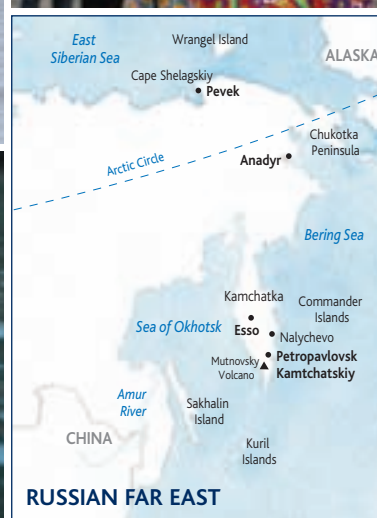 East
Siberian Sea
Wrangel Island
ALASKA
Cape Shelagskiy
Pevek
Chukotka
Peninsula
Arctic Circle
Anadyr
Bering Sea
Kamchatka
Commander
Islands
Sea of Okhotsk
Esso
Nalychevo
Petropavlovsk
Kamtchatskiy
Mutnovsky
Volcano
Amur
River
Sakhalin
Island
CHINA
Kuril
Islands
RUSSIAN FAR EAST